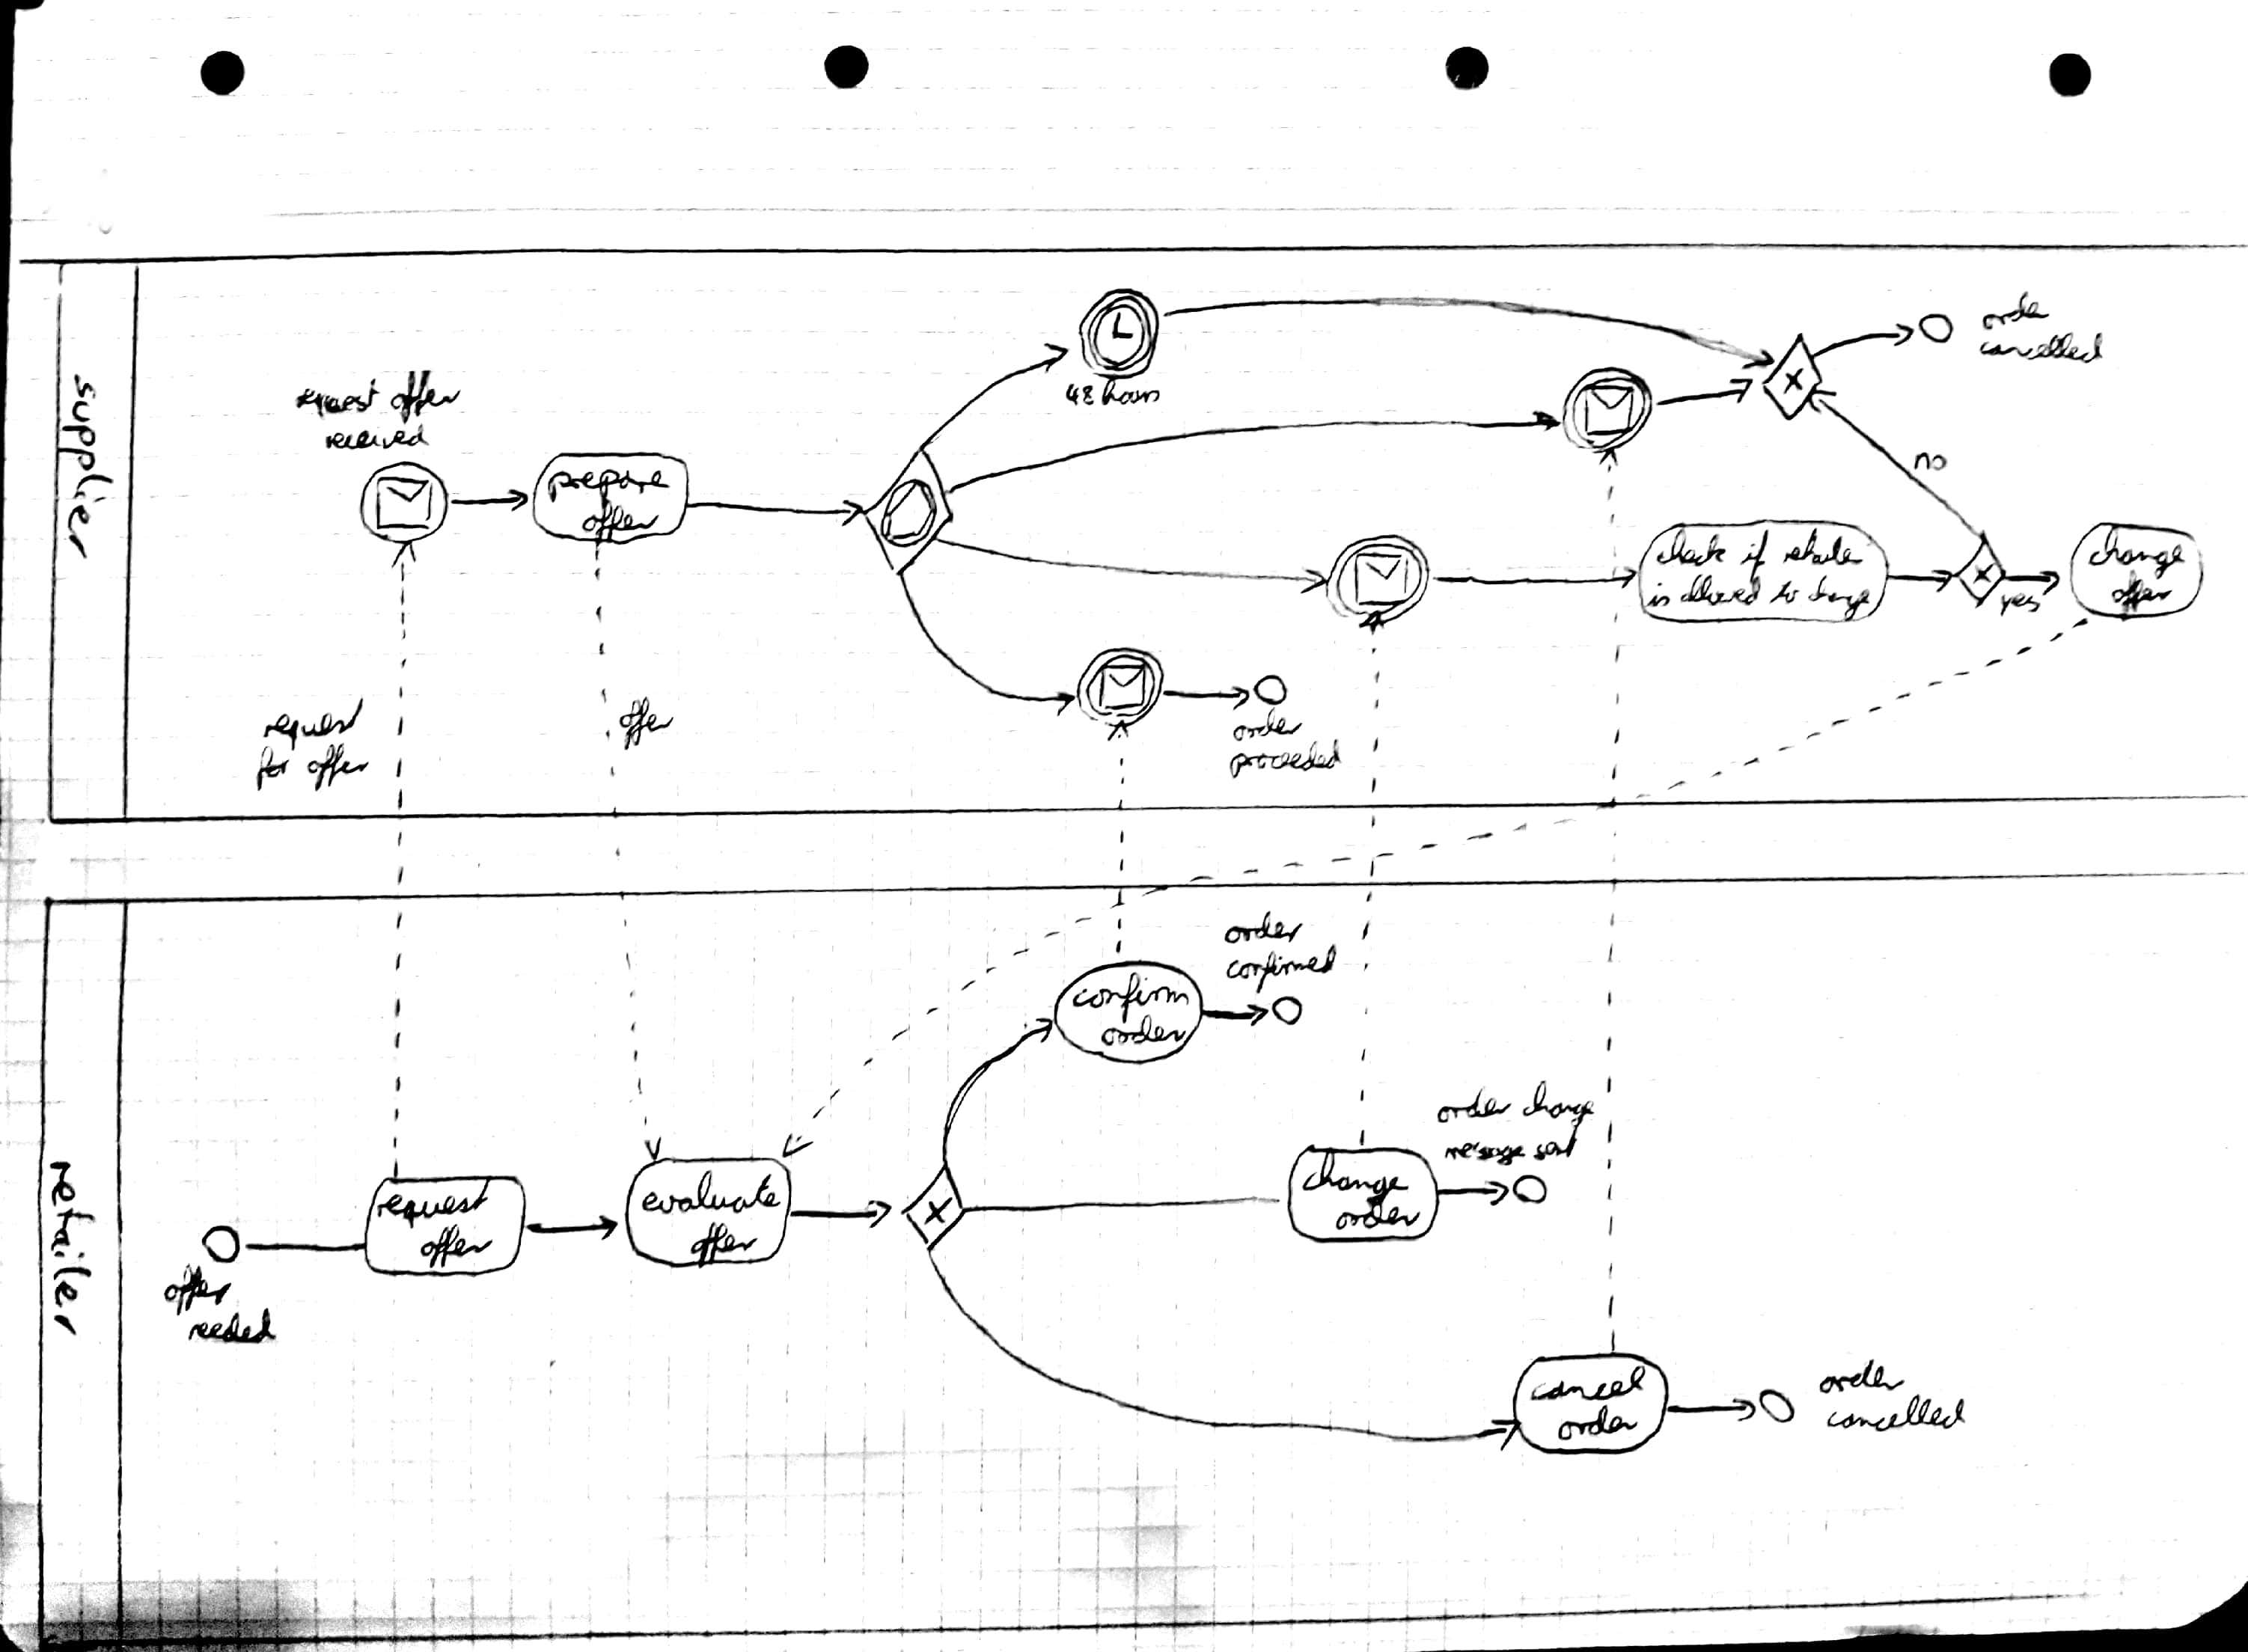 supplier
request offer
received
prepare
offer
request
for offer
offer
48 hours
order
cancelled
no
check if retailer
is allowed to change
yes
change
offer
order
proceeded
retailer
offer
needed
request
offer
evaluate
offer
confirm
order
order
confirmed
change
order
order change
message sent
cancel
order
order
cancelled